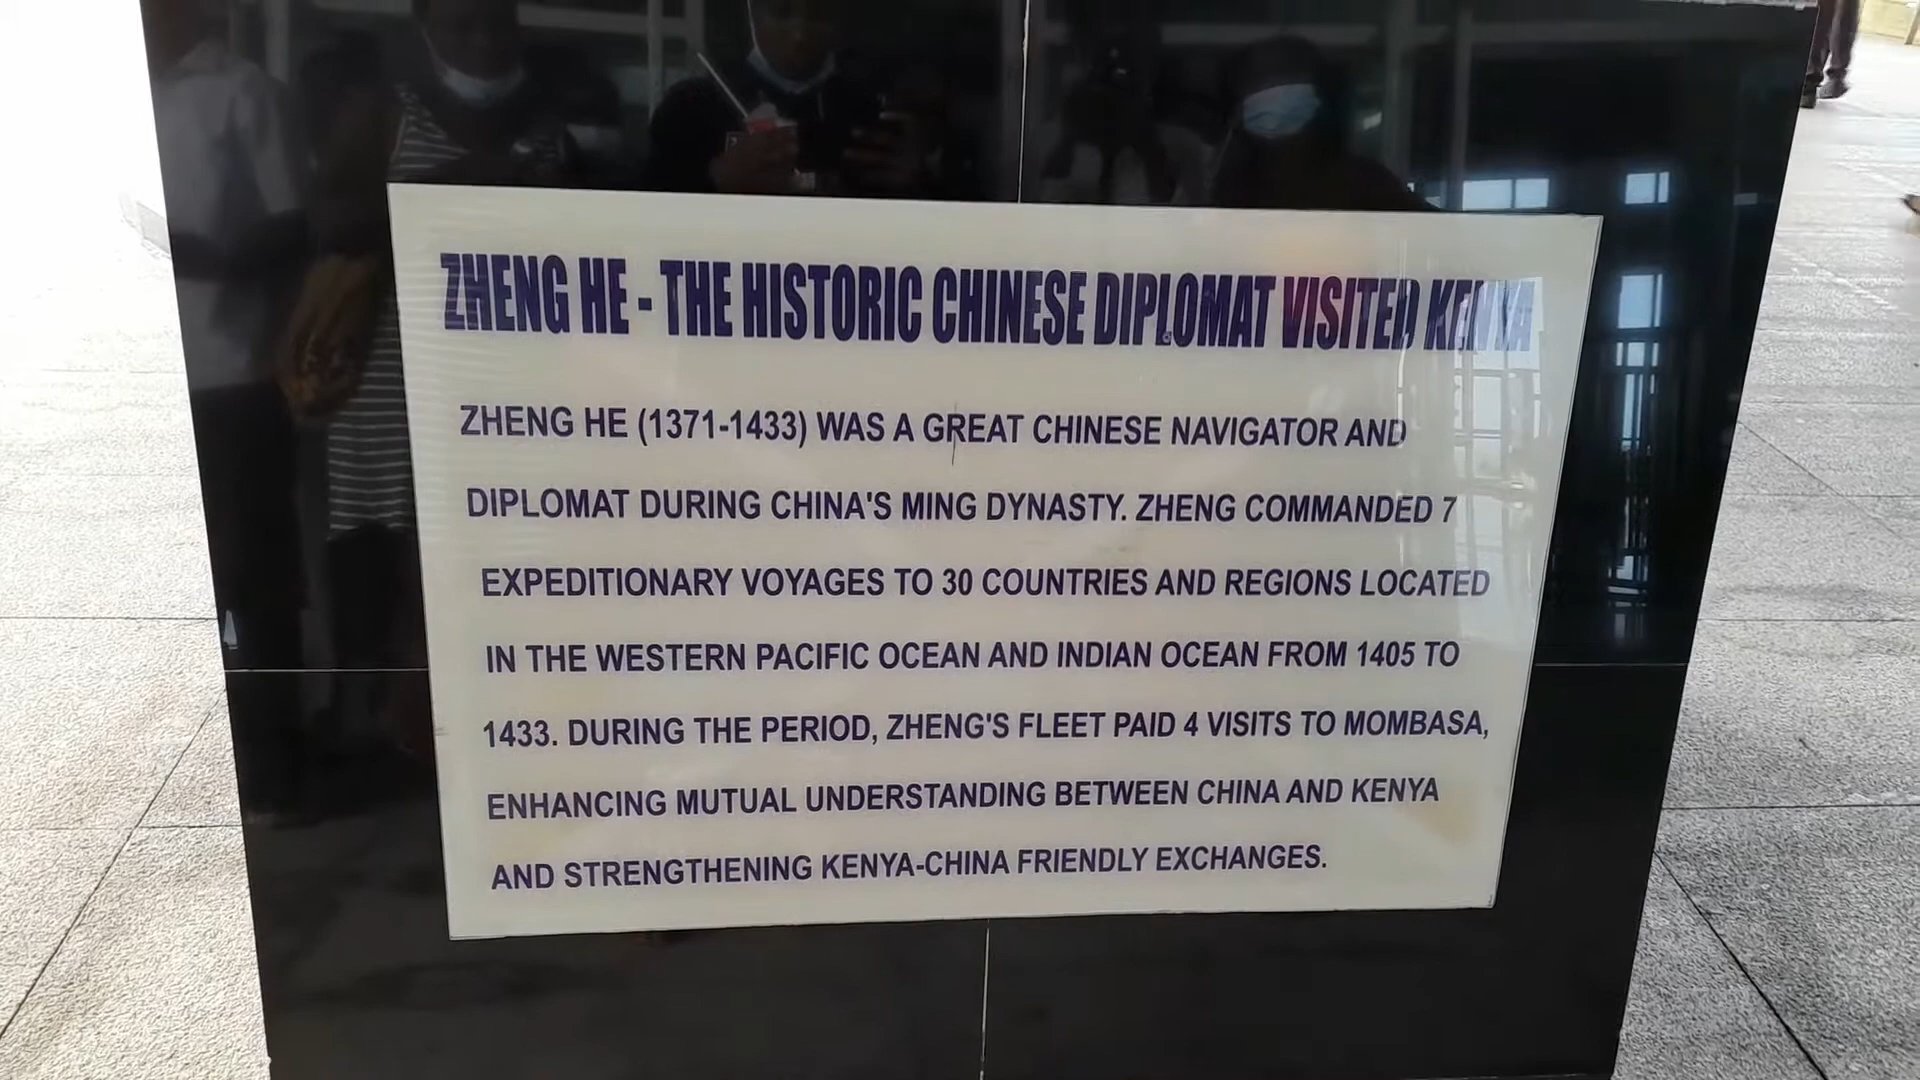 ZHENG HE - THE HISTORIC CHINESE DIPLOMAT VISITED KENYA
ZHENG HE (1371-1433) WAS A GREAT CHINESE NAVIGATOR AND
DIPLOMAT DURING CHINA'S MING DYNASTY. ZHENG COMMANDED 7
EXPEDITIONARY VOYAGES TO 30 COUNTRIES AND REGIONS LOCATED
IN THE WESTERN PACIFIC OCEAN AND INDIAN OCEAN FROM 1405 TO
1433. DURING THE PERIOD, ZHENG'S FLEET PAID 4 VISITS TO MOMBASA,
ENHANCING MUTUAL UNDERSTANDING BETWEEN CHINA AND KENYA
AND STRENGTHENING KENYA-CHINA FRIENDLY EXCHANGES.